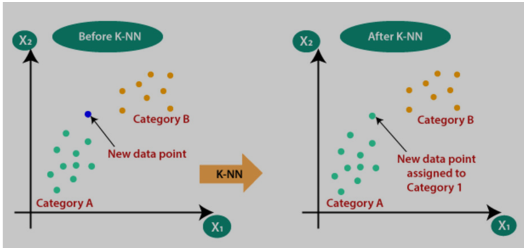 Before K-NN
X₂
Category B
New data point
Category A
X₁
K-NN
After K-NN
X₂
Category B
New data point
assigned to
Category 1
Category A
X₁